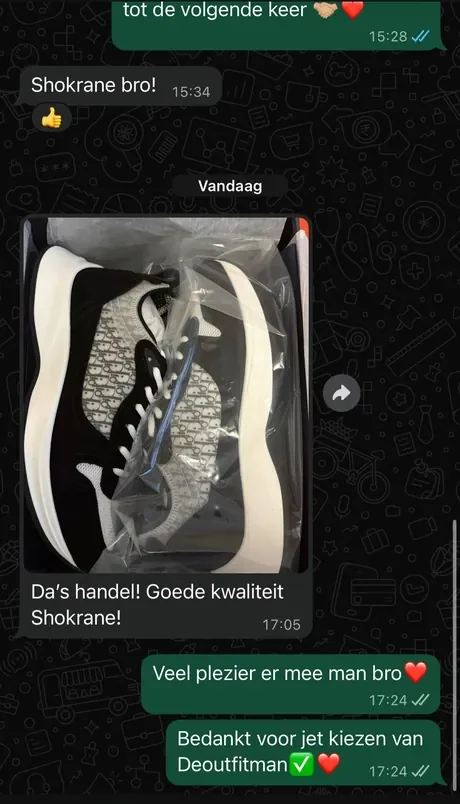 tot de volgende keer 🤝🏼❤️
15:28
Shokrane bro! 15:34
👍
Vandaag
Da's handel! Goede kwaliteit
Shokrane!
17:05
Veel plezier er mee man bro❤️
17:24
Bedankt voor jet kiezen van
Deoutfitman✅❤️
17:24